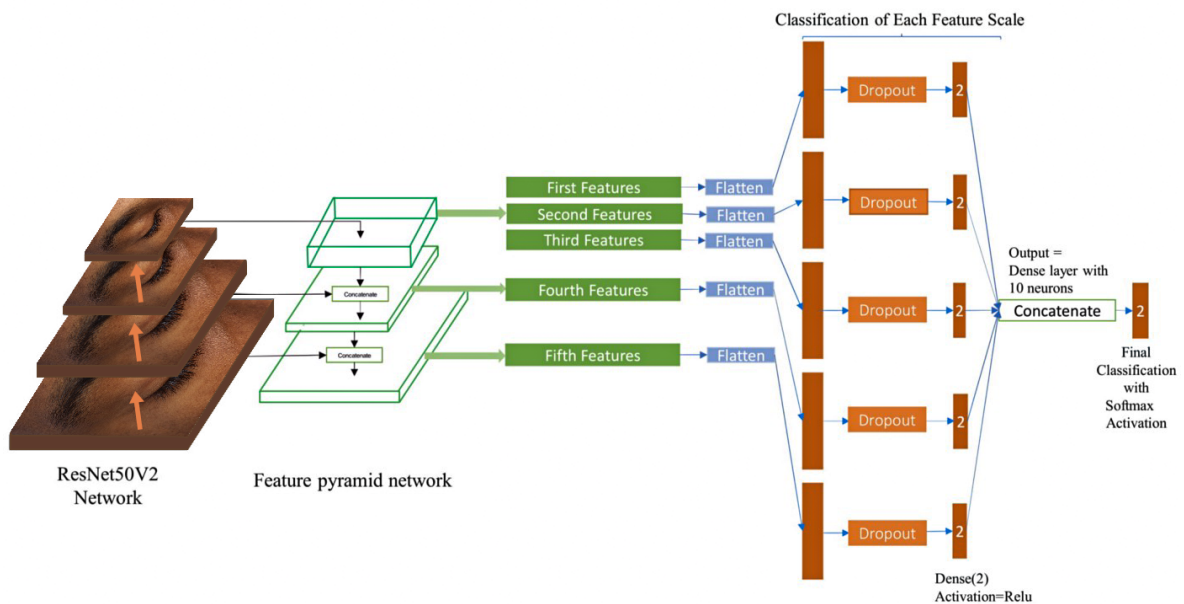 Classification of Each Feature Scale
Dropout
2
First Features
Flatten
Second Features
Flatten
Dropout
2
Third Features
Flatten
Concatenate
Fourth Features
Flatten
Dropout
2
Output =
Dense layer with
10 neurons
Concatenate
2
Concatenate
Fifth Features
Flatten
Final
Classification
with
Softmax
Activation
Dropout
2
ResNet50V2
Network
Feature pyramid network
Dropout
2
Dense(2)
Activation=Relu